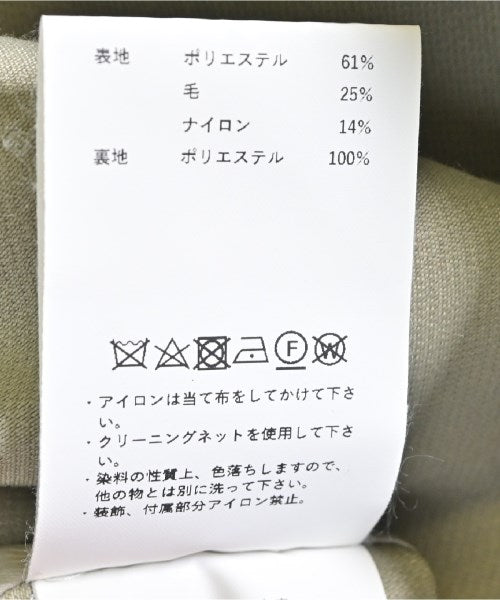 表地 ポリエステル 61%
毛 25%
ナイロン 14%
裏地 ポリエステル 100%
F W
・アイロンは当て布をしてかけて下さ
い。
・クリーニングネットを使用して下さ
い。
・染料の性質上、色落ちしますので、
他の物とは別に洗って下さい。
・装飾、付属部分アイロン禁止。